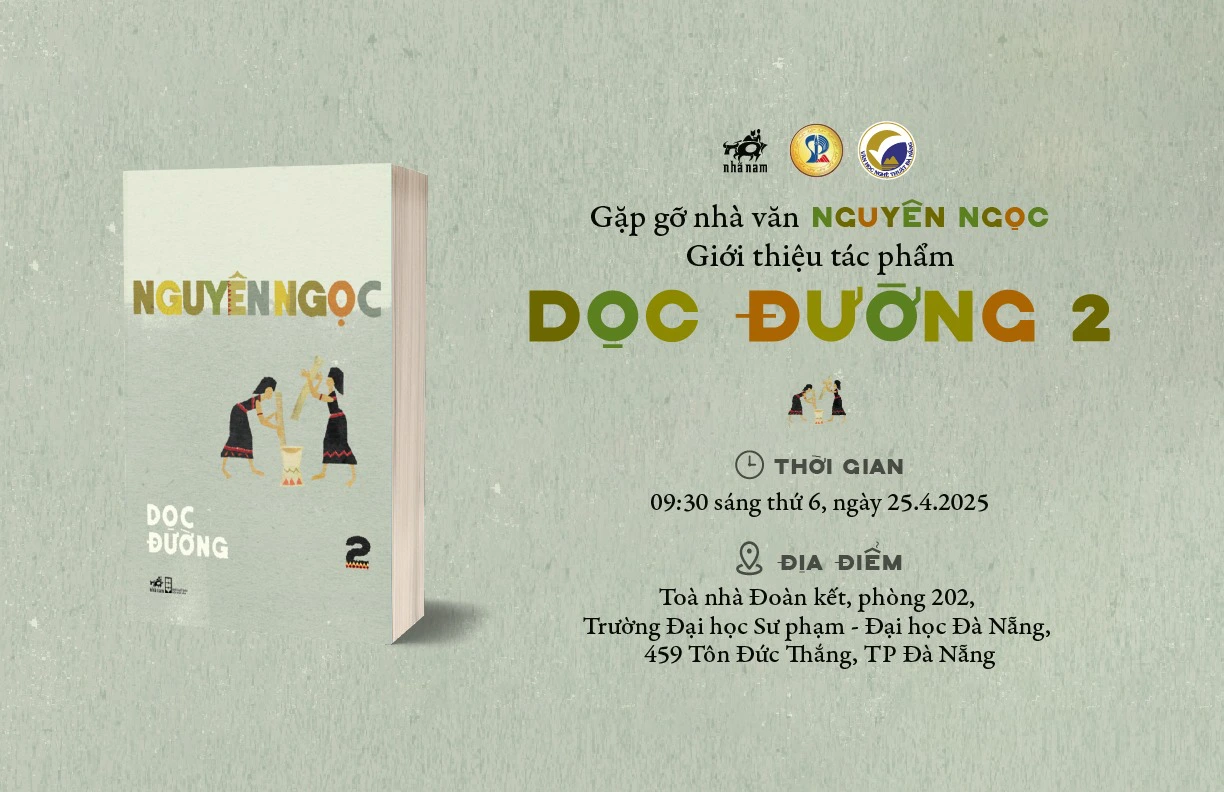 NGUYÊN NGỌC
DỌC
ĐƯỜNG
2
nhã nam
VĂN HỌC NGHỆ THUẬT ĐÀ NẴNG
Gặp gỡ nhà văn NGUYÊN NGỌC
Giới thiệu tác phẩm
DỌC ĐƯỜNG 2
THỜI GIAN
09:30 sáng thứ 6, ngày 25.4.2025
ĐỊA ĐIỂM
Toà nhà Đoàn kết, phòng 202,
Trường Đại học Sư phạm - Đại học Đà Nẵng,
459 Tôn Đức Thắng, TP Đà Nẵng